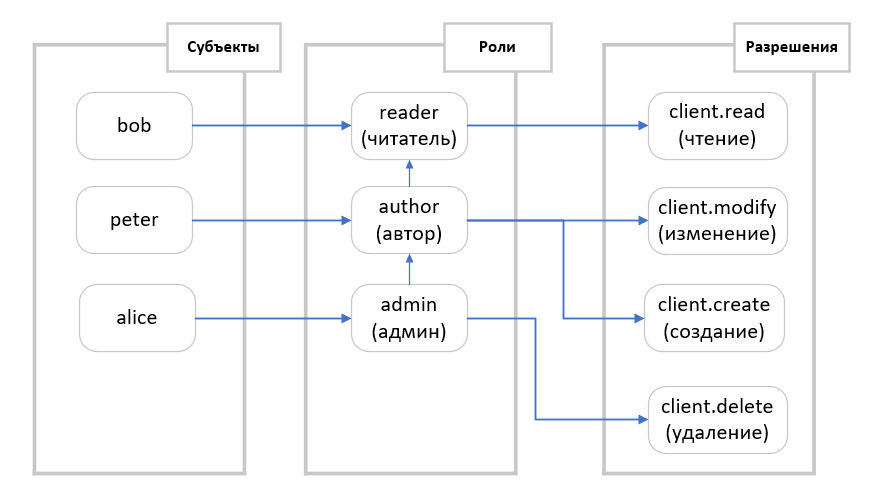 Субъекты
Роли
Разрешения
bob
reader
(читатель)
client.read
(чтение)
peter
author
(автор)
client.modify
(изменение)
alice
admin
(админ)
client.create
(создание)
client.delete
(удаление)